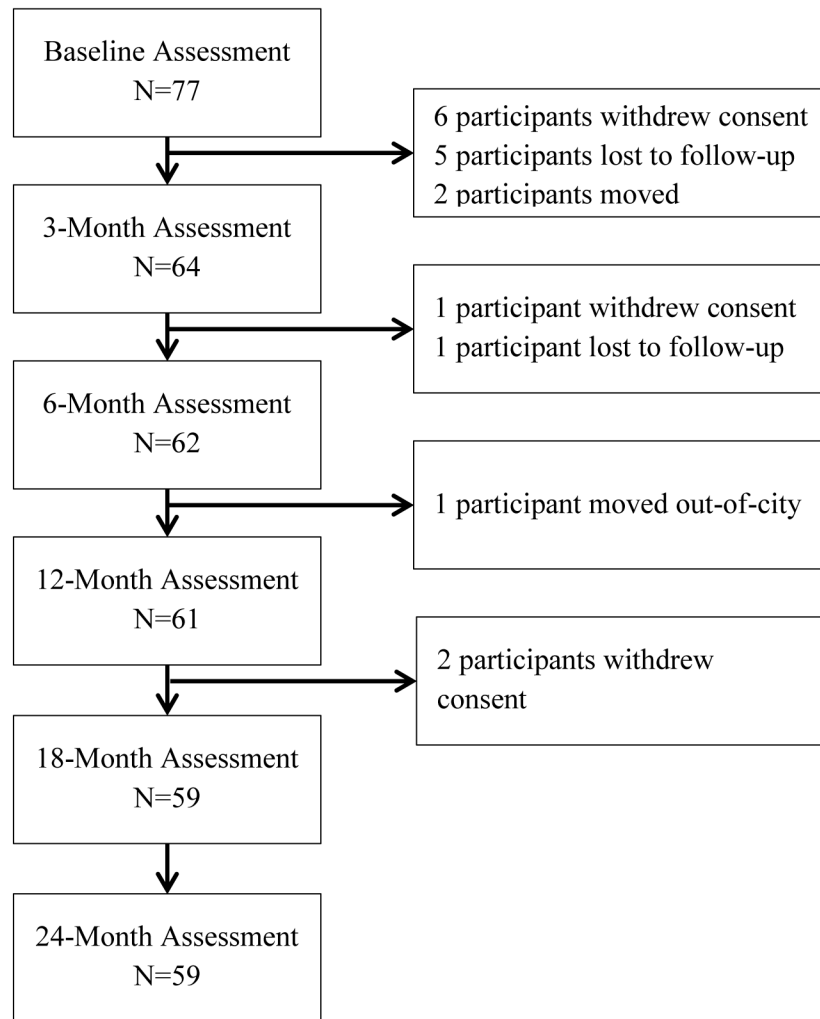 Baseline Assessment
N=77
6 participants withdrew consent
5 participants lost to follow-up
2 participants moved
3-Month Assessment
N=64
1 participant withdrew consent
1 participant lost to follow-up
6-Month Assessment
N=62
1 participant moved out-of-city
12-Month Assessment
N=61
2 participants withdrew
consent
18-Month Assessment
N=59
24-Month Assessment
N=59